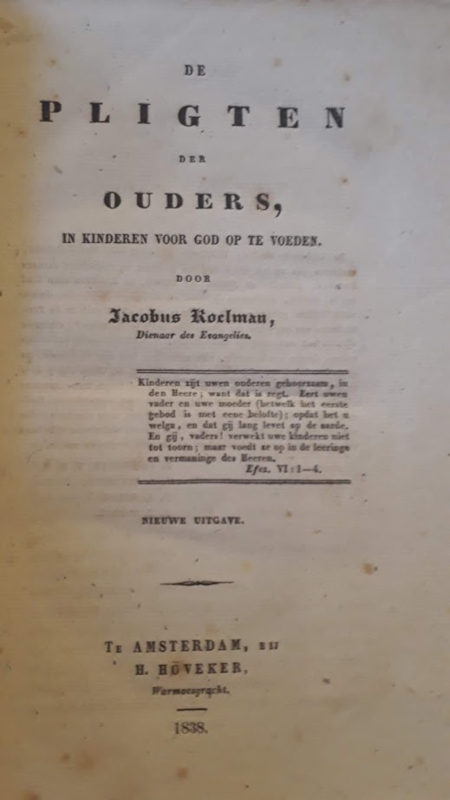 DE
PLIGTEN
DER
OUDERS,
IN KINDEREN VOOR GOD OP TE VOEDEN.
DOOR
Jacobus Koelman,
Dienaar des Evangelies.
Kinderen zijt uwen ouderen gehoorzaam, in
den Heere; want dat is regt. Eert uwen
vader en uwe moeder (hetwelk het eerste
gebod is met eene belofte); opdat het u
welga, en dat gij lang levet op de aarde.
En gij, vaders! verwekt uwe kinderen niet
tot toorn; maar voedt ze op in de leeringe
en vermaninge des Heeren.
Efez. VI: 1—4.
NIEUWE UITGAVE.
TE AMSTERDAM, BIJ
H. HÖVEKER,
Warmoesgracht.
1838.